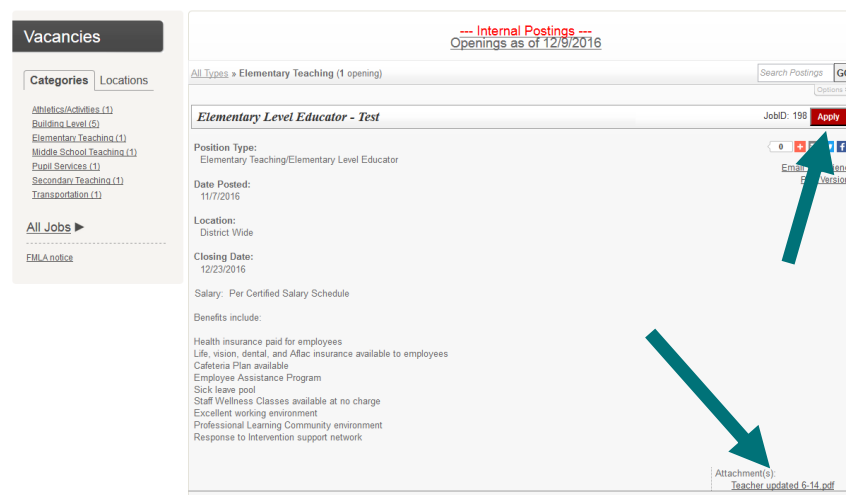 Vacancies
Categories Locations
Athletics/Activities (1)
Building Level (5)
Elementary Teaching (1)
Middle School Teaching (1)
Pupil Services (1)
Secondary Teaching (1)
Transportation (1)
All Jobs ▶
FMLA notice
--- Internal Postings ---
Openings as of 12/9/2016
All Types » Elementary Teaching (1 opening)
Search Postings GO
Options
Elementary Level Educator - Test
JobID: 198 Apply
0
Position Type:
Elementary Teaching/Elementary Level Educator
Email
Version
Date Posted:
11/7/2016
Location:
District Wide
Closing Date:
12/23/2016
Salary: Per Certified Salary Schedule
Benefits include:
Health insurance paid for employees
Life, vision, dental, and Aflac insurance available to employees
Cafeteria Plan available
Employee Assistance Program
Sick leave pool
Staff Wellness Classes available at no charge
Excellent working environment
Professional Learning Community environment
Response to Intervention support network
Attachment(s):
Teacher updated 6-14.pdf